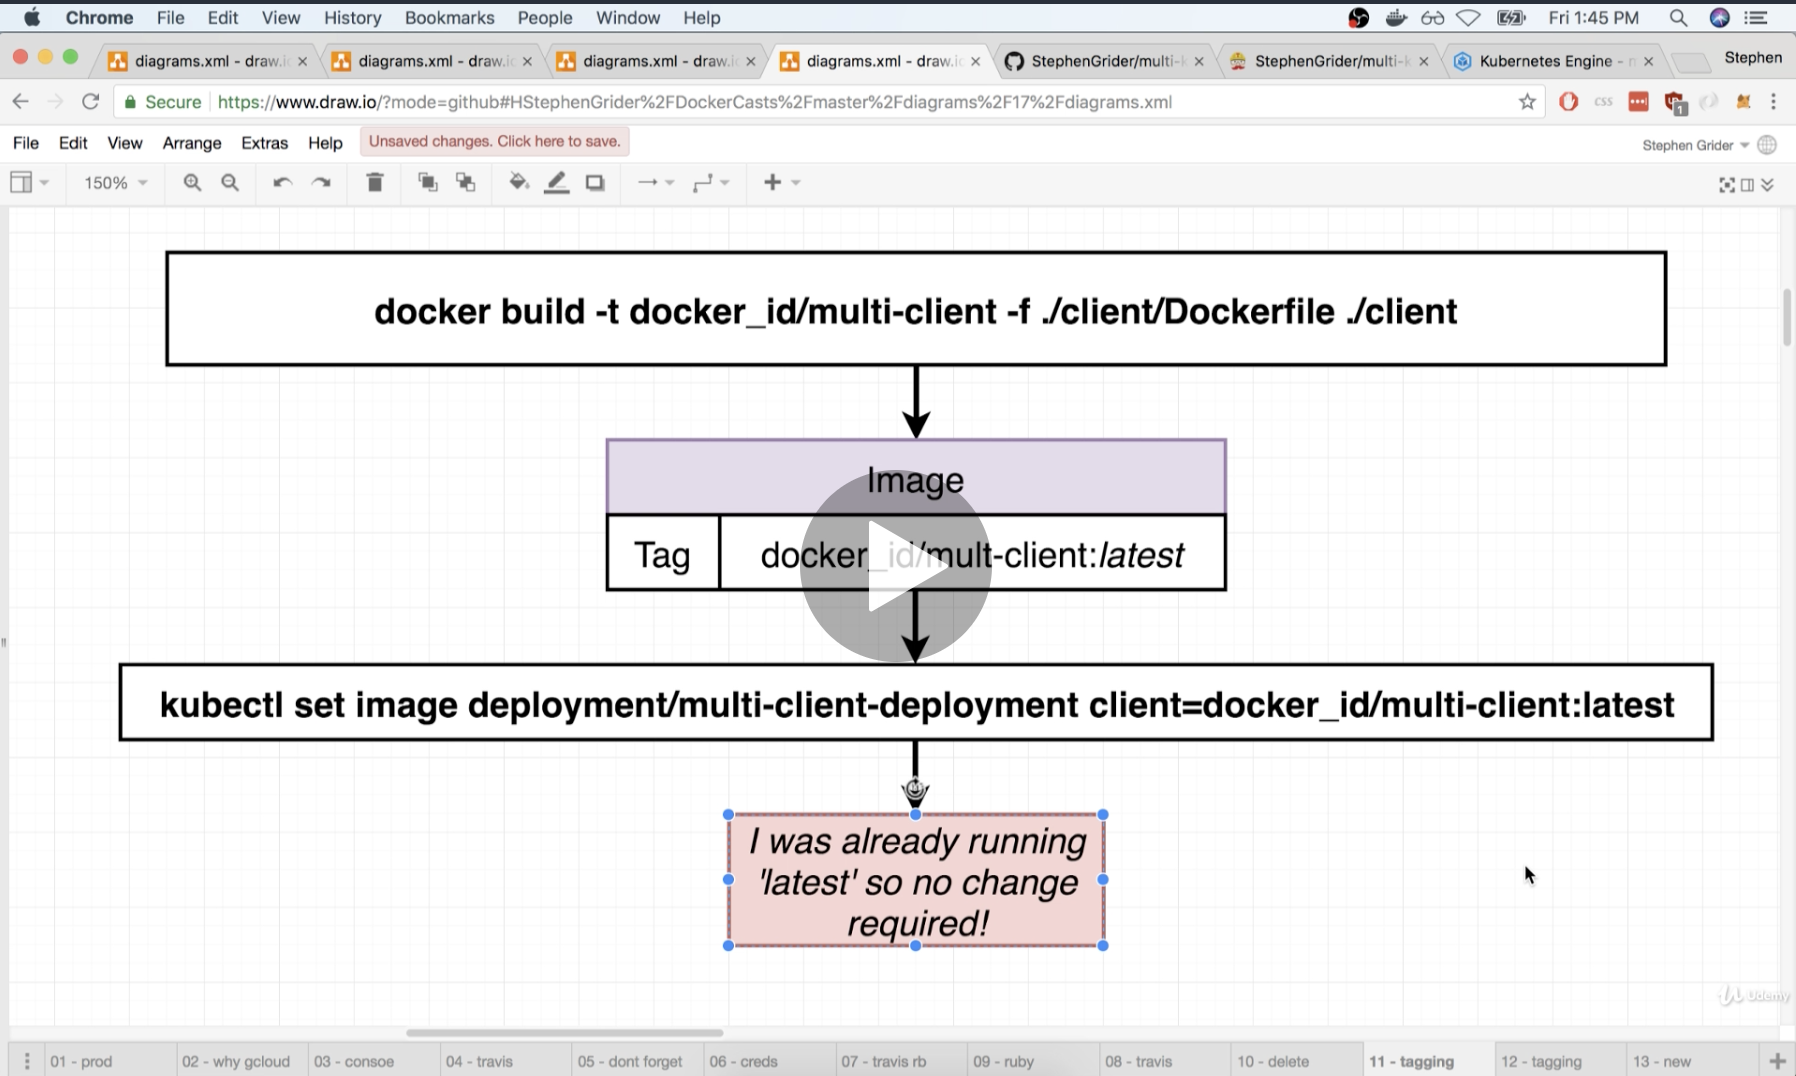 Chrome File Edit View History Bookmarks People Window Help Fri 1:45 PM
diagrams.xml - draw.i diagrams.xml - draw.i diagrams.xml - draw.i diagrams.xml - draw.i StephenGrider/multi-k StephenGrider/multi-k Kubernetes Engine - Stephen
Secure https://www.draw.io/?mode=github#HStephenGrider%2FDockerCasts%2Fmaster%2Fdiagrams%2F17%2Fdiagrams.xml css 1
File Edit View Arrange Extras Help Unsaved changes. Click here to save. Stephen Grider
150%
docker build -t docker_id/multi-client -f ./client/Dockerfile ./client
Image
Tag docker_id/mult-client:latest
kubectl set image deployment/multi-client-deployment client=docker_id/multi-client:latest
I was already running
'latest' so no change
required!
Udemy
01 - prod 02 - why gcloud 03 - consoe 04 - travis 05 - dont forget 06 - creds 07 - travis rb 09 - ruby 08 - travis 10 - delete 11 - tagging 12 - tagging 13 - new